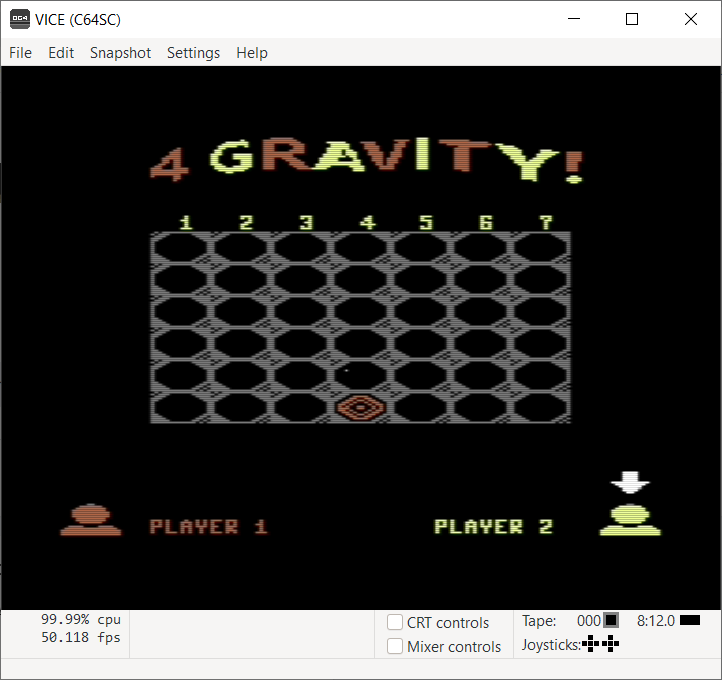 VICE (C64SC)
File Edit Snapshot Settings Help
4 GRAVITY!
1 2 3 4 5 6 7
PLAYER 1 PLAYER 2
99.99% cpu
50.118 fps
CRT controls
Mixer controls
Tape: 000 8:12.0
Joysticks: